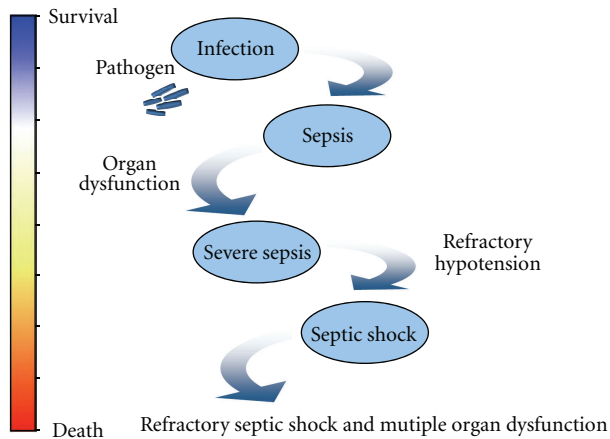 Survival
Infection
Pathogen
Sepsis
Organ
dysfunction
Severe sepsis
Refractory
hypotension
Septic shock
Death
Refractory septic shock and mutiple organ dysfunction